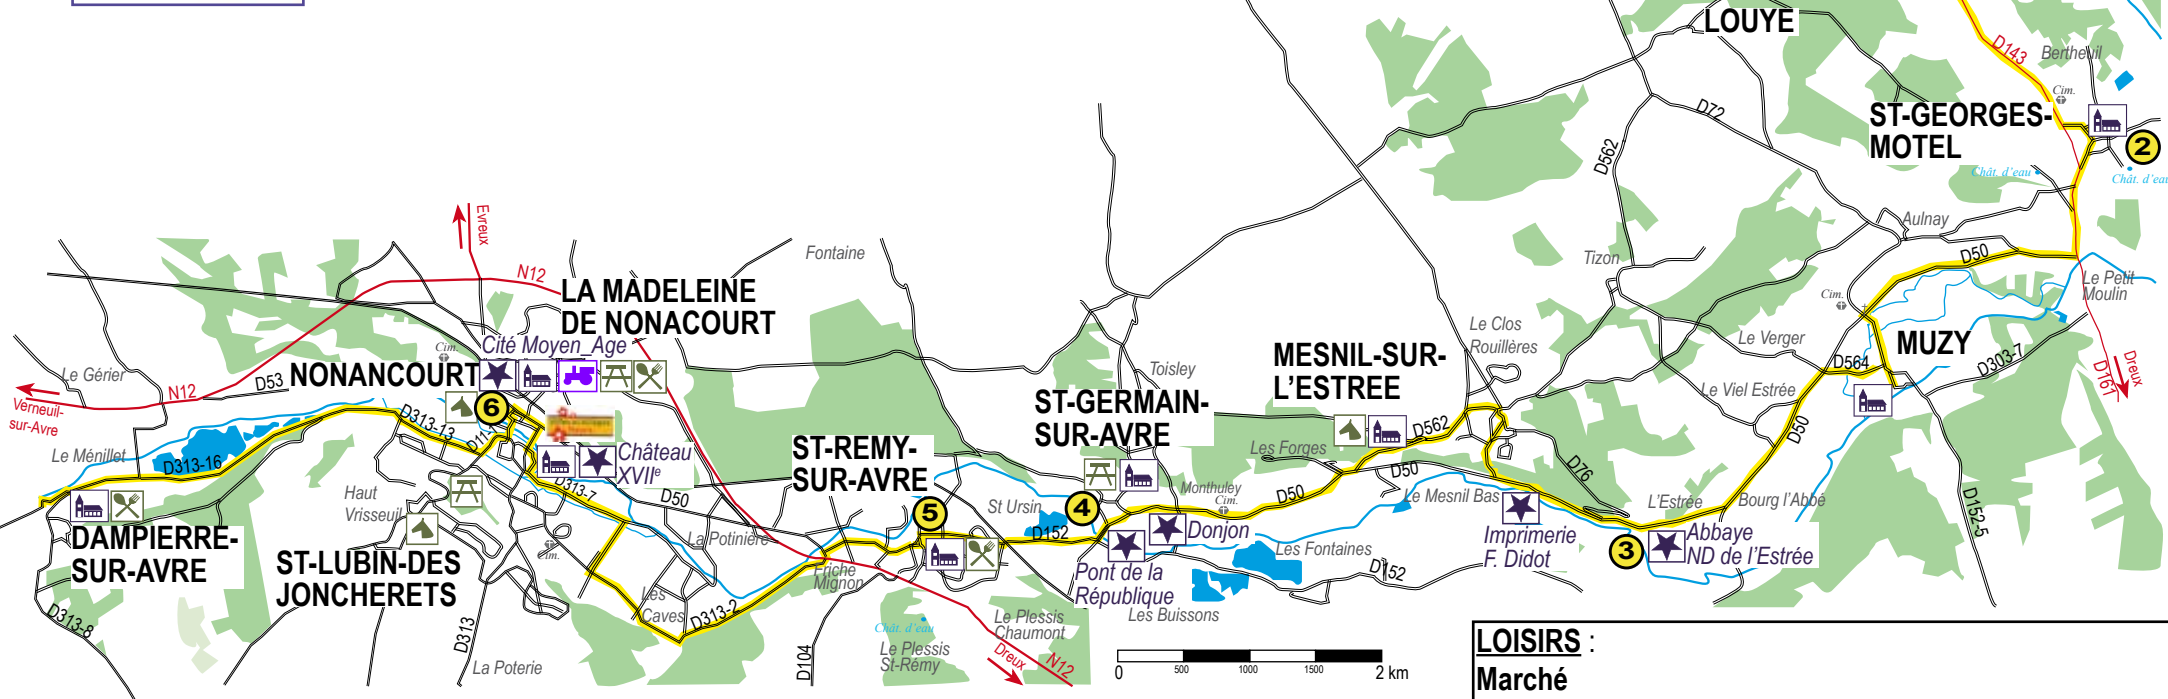 LOUYE
D143
Bertheuil
Cim.
ST-GEORGES-
MOTEL
2
Chât. d'eau
Chât. d'eau
D72
D562
Aulnay
Tizon
D50
Le Petit
Moulin
Cim.
MUZY
D303-7
Dreux
D161
Le Verger
D564
Le Viel Estrée
D50
D152-5
Evreux
N12
Fontaine
LA MADELEINE
DE NONACOURT
Cité Moyen_Age
Cim.
Le Gérier
N12
D53
NONANCOURT
Verneuil-
sur-Avre
6
D313-13
D11-
Le Ménillet
D313-16
Château
XVIIe
D313-7
D50
Haut
Vrisseuil
DAMPIERRE-
SUR-AVRE
ST-LUBIN-DES
JONCHERETS
Cim.
La Potinière
Les
Caves
D313-2
Friche
Mignon
D313-8
D313
La Poterie
D104
ST-REMY-
SUR-AVRE
5
St Ursin
D152
4
ST-GERMAIN-
SUR-AVRE
Toisley
Monthuley
Cim.
Donjon
Pont de la
République
Les Fontaines
D152
Les Buissons
Chât. d'eau
Le Plessis
St-Rémy
Le Plessis
Chaumont
Dreux
N12
MESNIL-SUR-
L'ESTREE
Le Clos
Rouillères
Les Forges
D562
D50
D50
D76
Le Mesnil Bas
Imprimerie
F. Didot
L'Estrée
Bourg l'Abbé
3
Abbaye
ND de l'Estrée
0 500 1000 1500 2 km
LOISIRS :
Marché